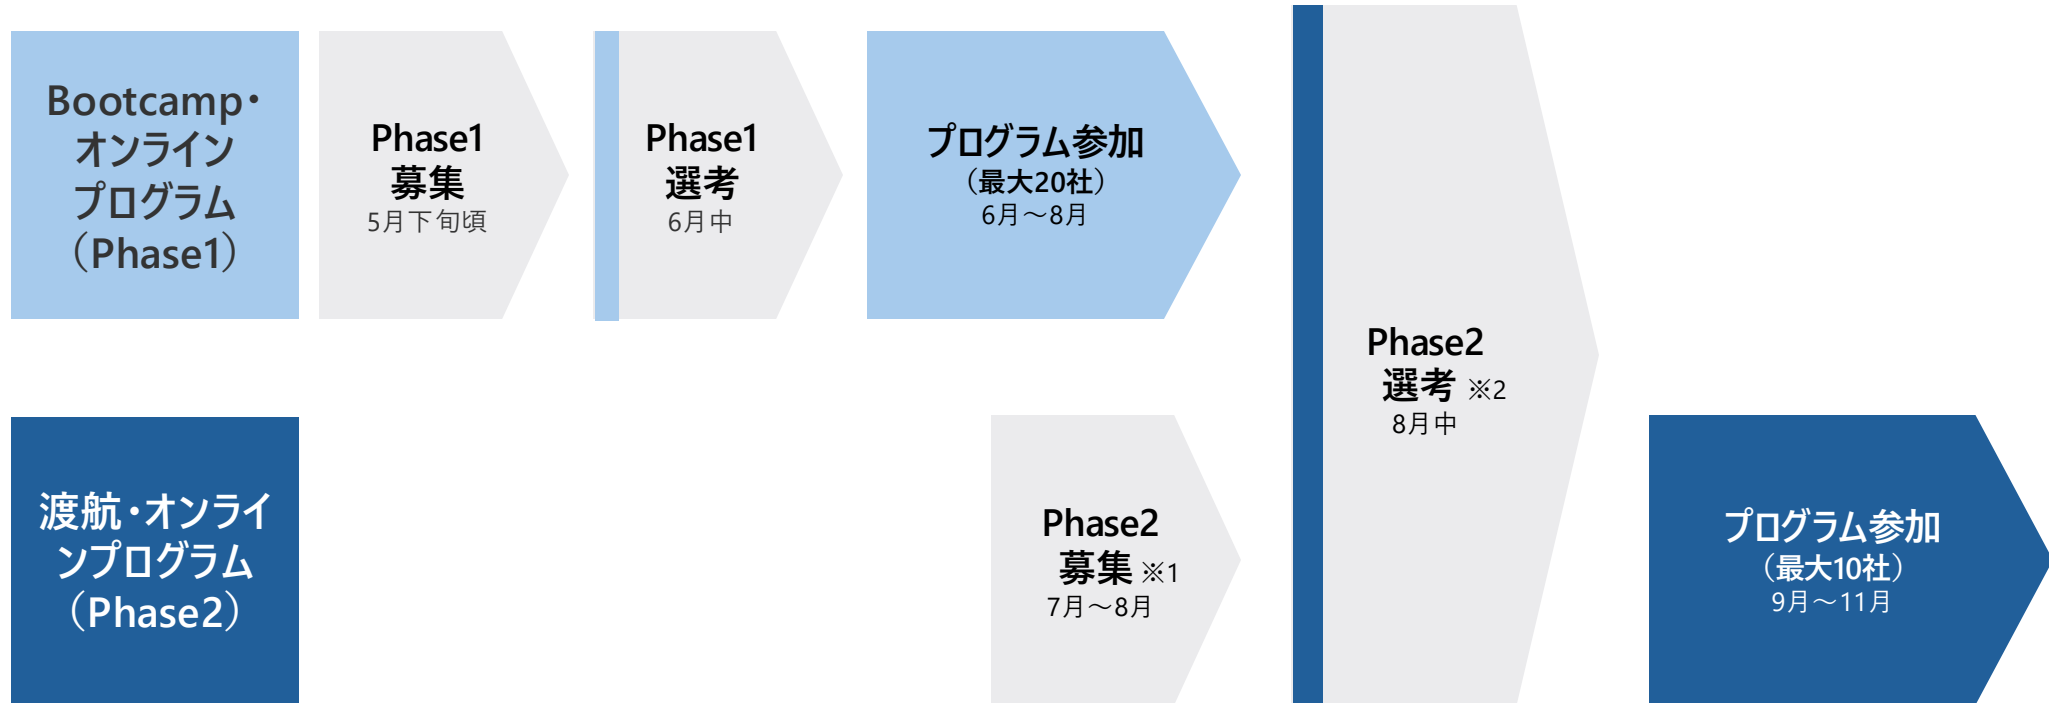 Bootcamp・
オンライン
プログラム
（Phase1）
Phase1
募集
5月下旬頃
Phase1
選考
6月中
プログラム参加
（最大20社）
6月～8月
Phase2
選考 ※2
8月中
渡航・オンライ
ンプログラム
（Phase2）
Phase2
募集 ※1
7月～8月
プログラム参加
（最大10社）
9月～11月